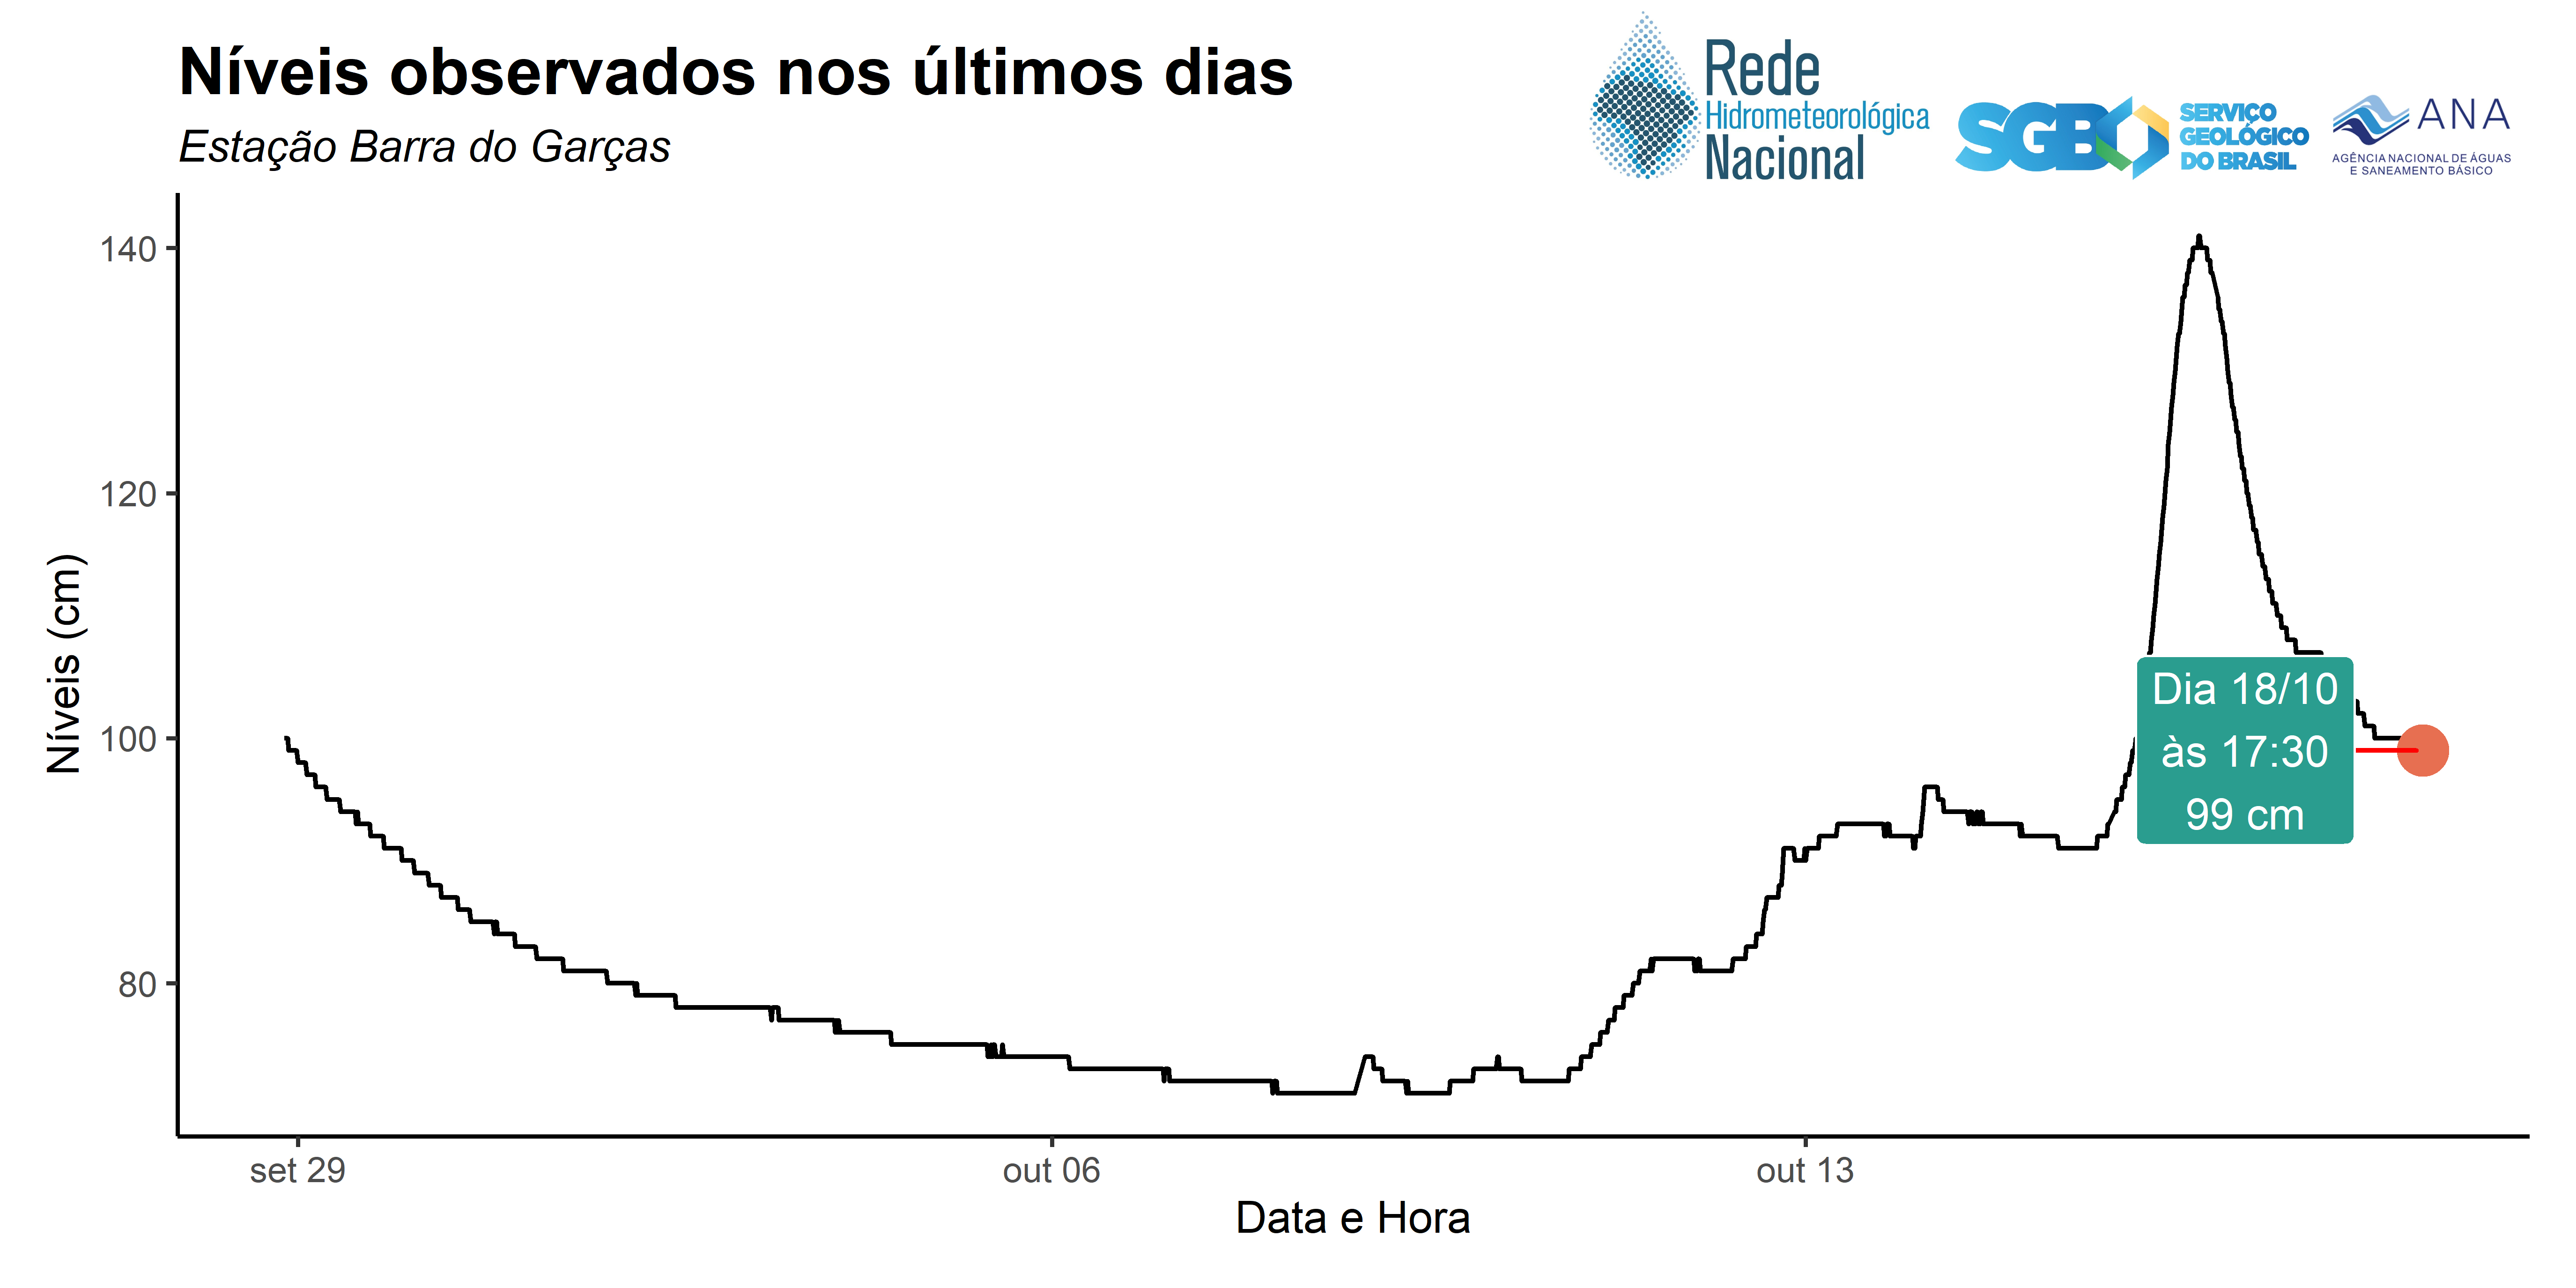 Níveis observados nos últimos dias
Estação Barra do Garças
Rede
Hidrometeorológica
Nacional
SGB
SERVIÇO
GEOLÓGICO
DO BRASIL
ANA
AGÊNCIA NACIONAL DE ÁGUAS
E SANEAMENTO BÁSICO
140
120
100
80
Níveis (cm)
Dia 18/10
às 17:30
99 cm
set 29
out 06
out 13
Data e Hora